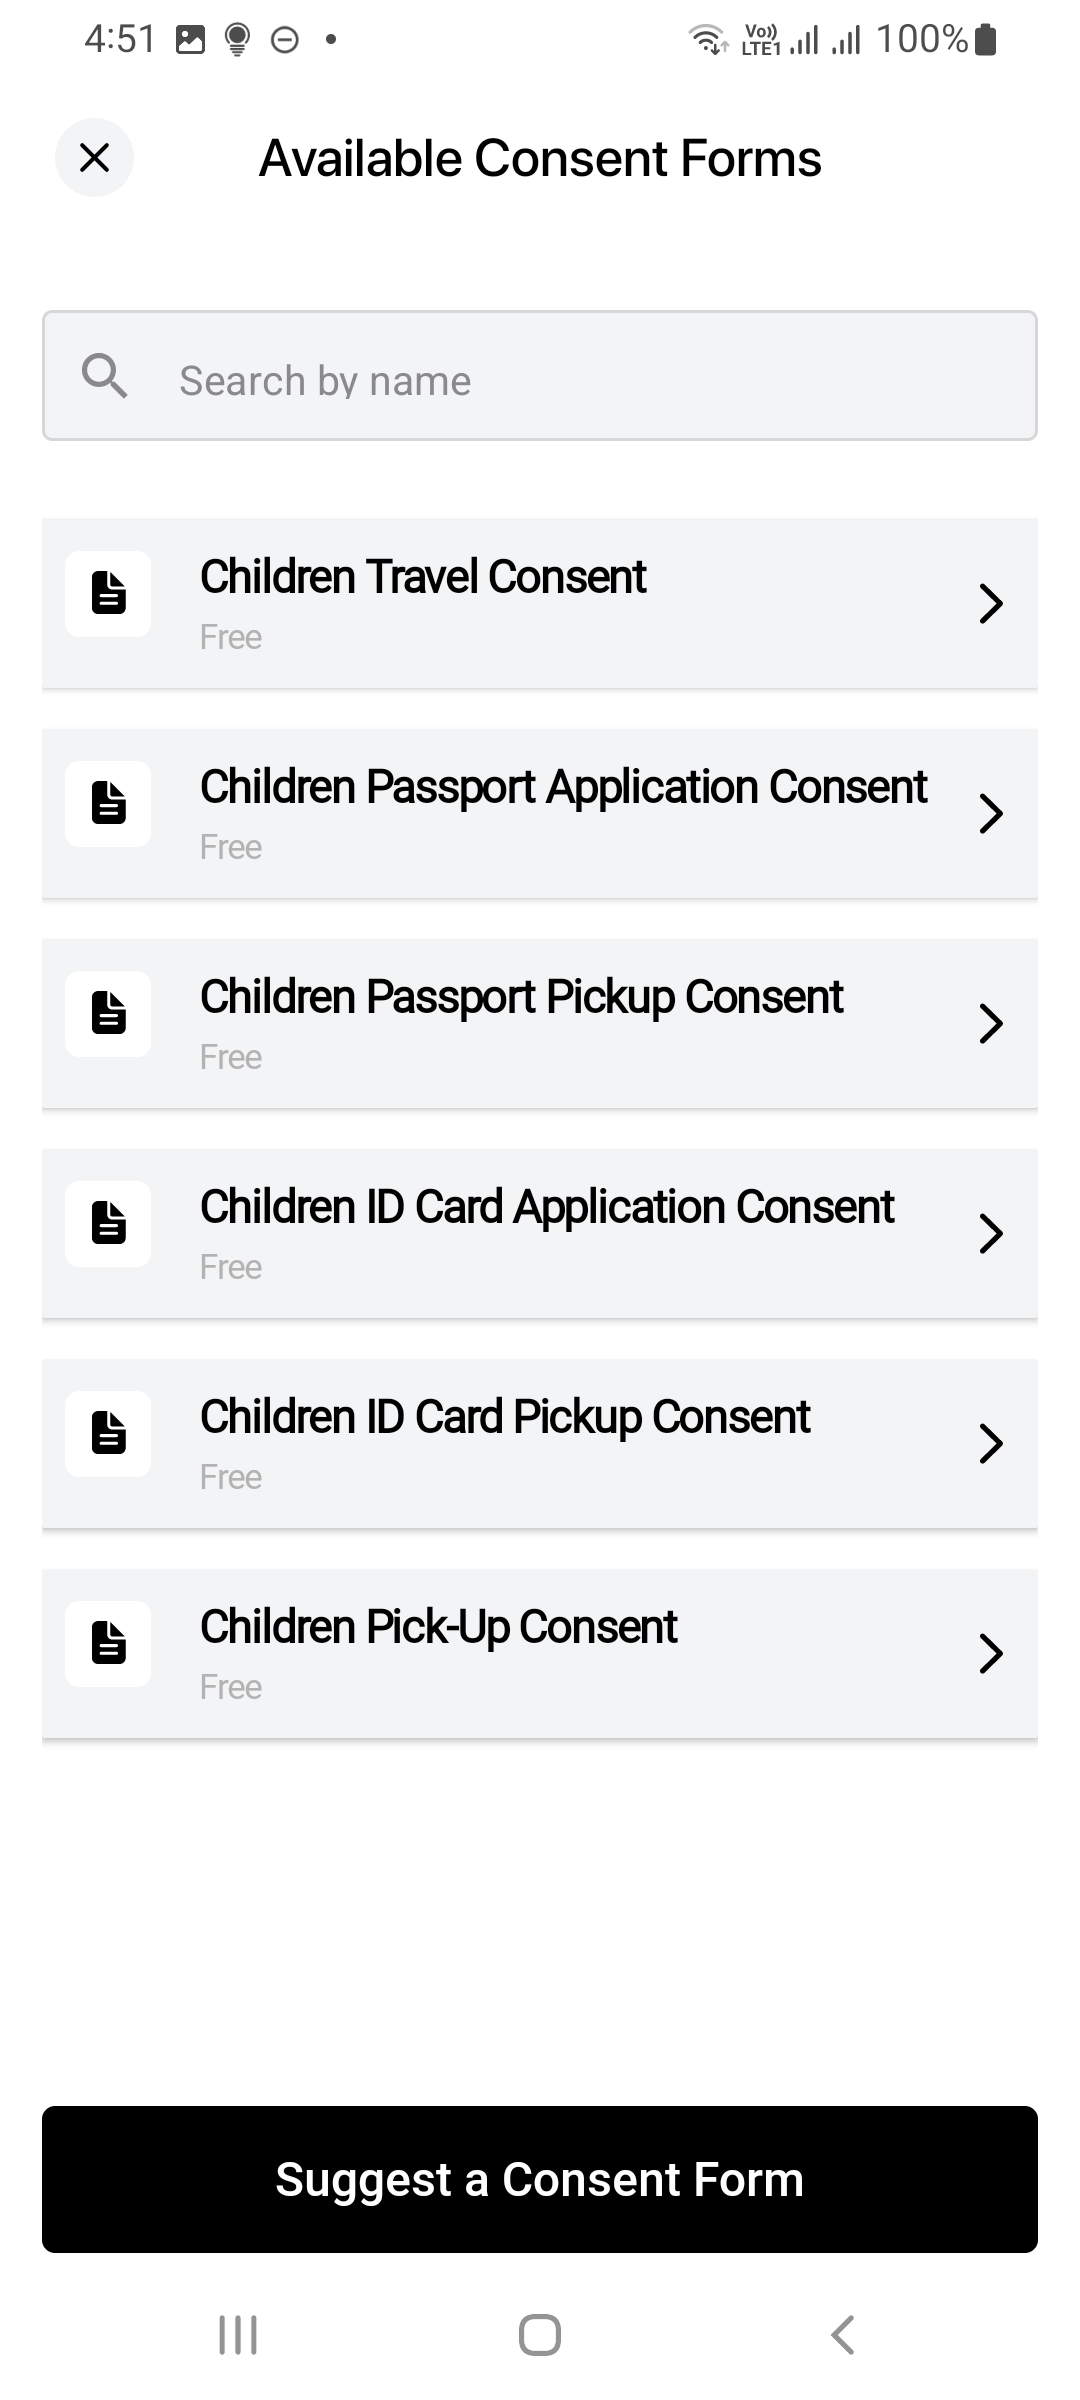 4:51
Vo)) LTE1 100%
Available Consent Forms
Search by name
Children Travel Consent
Free
Children Passport Application Consent
Free
Children Passport Pickup Consent
Free
Children ID Card Application Consent
Free
Children ID Card Pickup Consent
Free
Children Pick-Up Consent
Free
Suggest a Consent Form